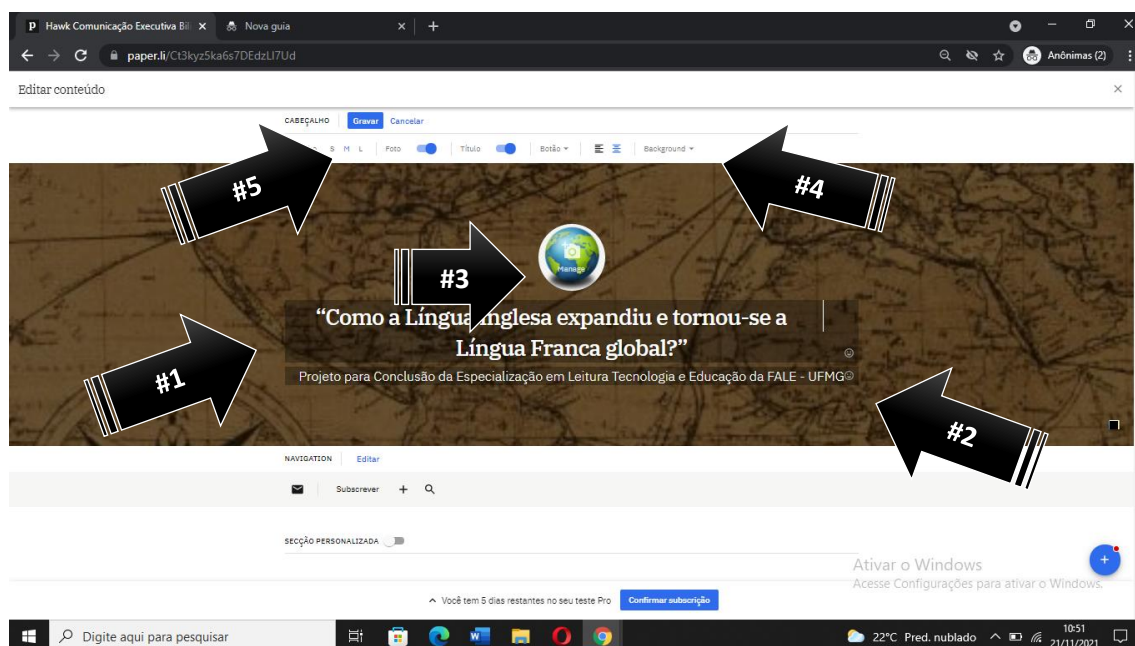 Hawk Comunicação Executiva Bil
Nova guia
paper.li/Ct3kyz5ka6s7DEdzLI7Ud
Anônimas (2)
Editar conteúdo
CABEÇALHO Gravar Cancelar
S M L Foto Título Botão Background
#5
#4
#3
Manage
“Como a Língua Inglesa expandiu e tornou-se a
Língua Franca global?”
#1
Projeto para Conclusão da Especialização em Leitura Tecnologia e Educação da FALE - UFMG
#2
NAVIGATION Editar
Subscrever
SECÇÃO PERSONALIZADA
Ativar o Windows
Acesse Configurações para ativar o Windows.
Você tem 5 dias restantes no seu teste Pro Confirmar subscrição
Digite aqui para pesquisar
22°C Pred. nublado
10:51
21/11/2021